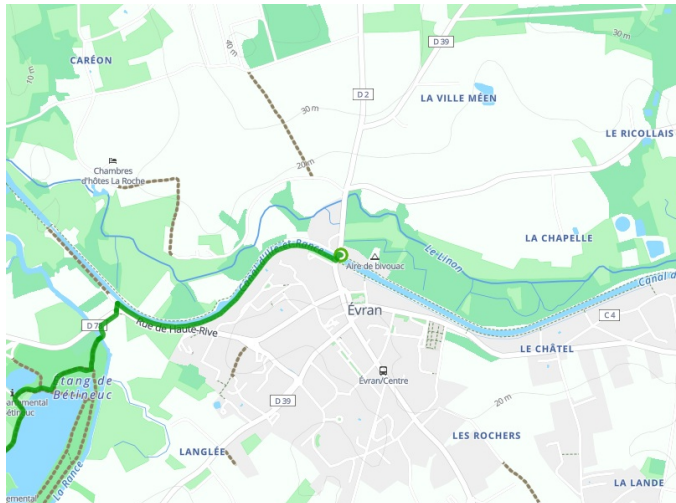 30 m
D 39
40 m
CARÉON
70 m
D 2
LA VILLE MÉEN
30 m
LE RICOLLAIS
20 m
Chambres
d'hôtes La Roche
LA CHAPELLE
Le Linon
Aire de bivouac
Canal d
Évran
C 4
D 7
Rue de Haute-Rive
LE CHÂTEL
tang de
Bétineuc
Évran/Centre
D 39
20 m
LES ROCHERS
LANGLÉE
La Rance
LA LANDE